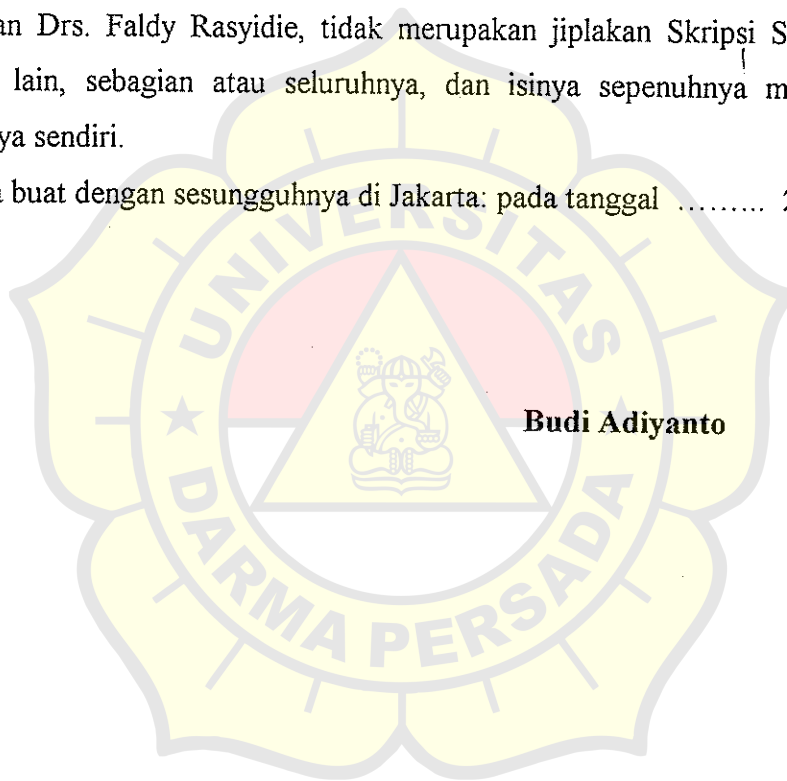 an Drs. Faldy Rasyidie, tidak merupakan jiplakan Skripsi S
lain, sebagian atau seluruhnya, dan isinya sepenuhnya m
ya sendiri.
buat dengan sesungguhnya di Jakarta: pada tanggal .........
UNIVERSITAS
Budi Adiyanto
DARMA PERSADA